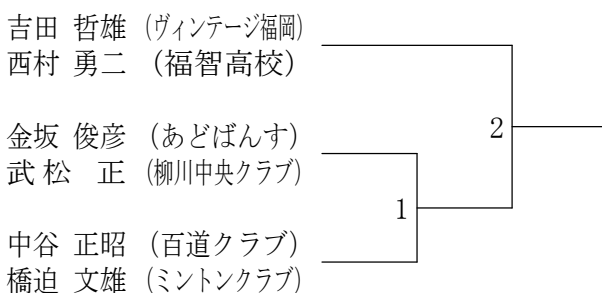 吉田 哲雄 (ヴィンテージ福岡)
西村 勇二 (福智高校)
2
金坂 俊彦 (あどばんす)
武松 正 (柳川中央クラブ)
1
中谷 正昭 (百道クラブ)
橋迫 文雄 (ミントンクラブ)